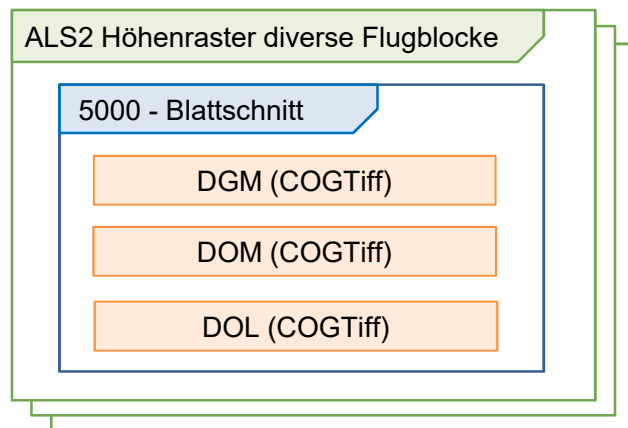 ALS2 Höhenraster diverse Flugblocke
5000 - Blattschnitt
DGM (COGTiff)
DOM (COGTiff)
DOL (COGTiff)